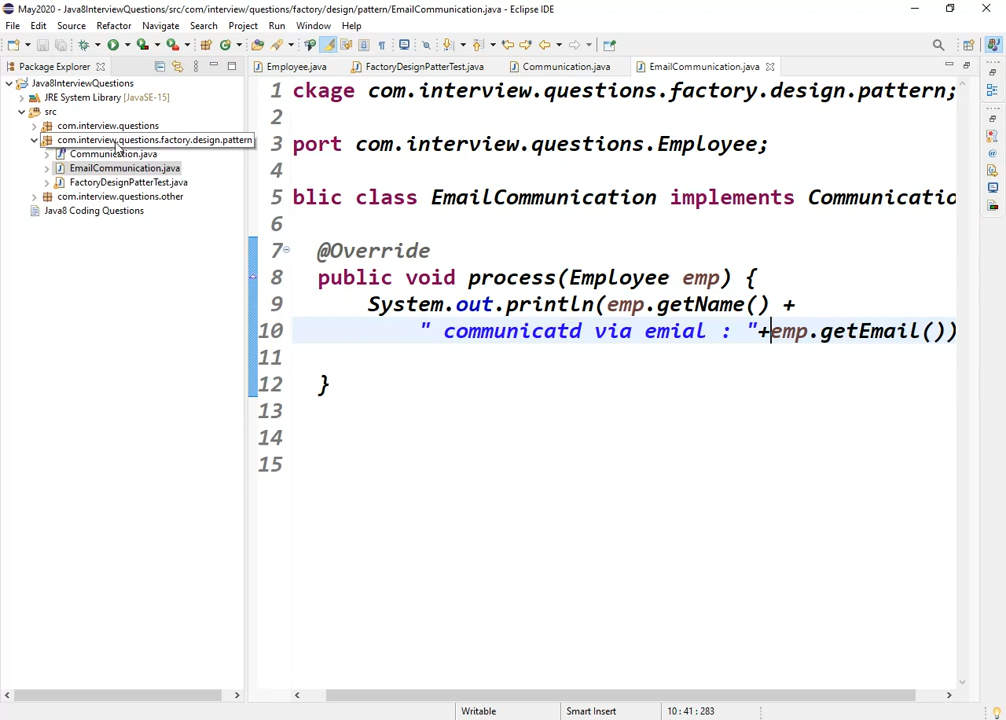 May2020 - Java8InterviewQuestions/src/com/interview/questions/factory/design/pattern/EmailCommunication.java - Eclipse IDE
File Edit Source Refactor Navigate Search Project Run Window Help
Package Explorer
Employee.java
FactoryDesignPatterTest.java
Communication.java
EmailCommunication.java
Java8InterviewQuestions
JRE System Library [JavaSE-15]
src
com.interview.questions
com.interview.questions.factory.design.pattern
Communication.java
EmailCommunication.java
FactoryDesignPatterTest.java
com.interview.questions.other
Java8 Coding Questions
1 ckage com.interview.questions.factory.design.pattern;
3 port com.interview.questions.Employee;
4
5 blic class EmailCommunication implements Communicatio
6
7 @Override
8 public void process(Employee emp) {
9 System.out.println(emp.getName() +
10 " communicatd via emial : "+emp.getEmail())
11
12 }
13
14
15
Writable
Smart Insert
10 : 41 : 283